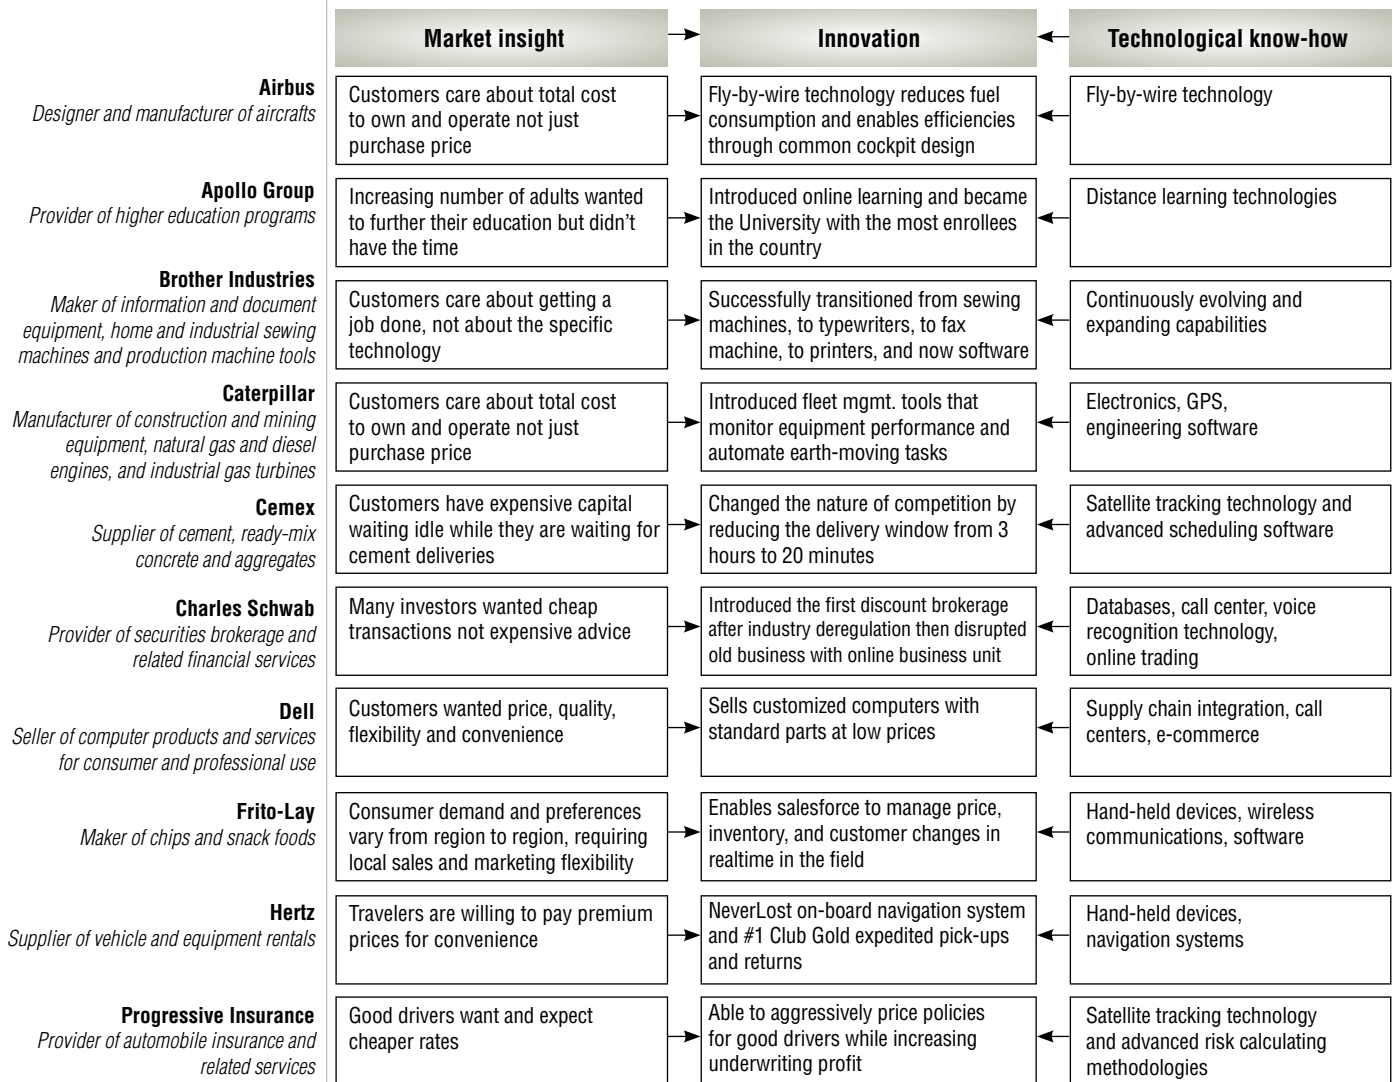 Market insight
Innovation
Technological know-how
Airbus
Designer and manufacturer of aircrafts
Customers care about total cost
to own and operate not just
purchase price
Fly-by-wire technology reduces fuel
consumption and enables efficiencies
through common cockpit design
Fly-by-wire technology
Apollo Group
Provider of higher education programs
Increasing number of adults wanted
to further their education but didn't
have the time
Introduced online learning and became
the University with the most enrollees
in the country
Distance learning technologies
Brother Industries
Maker of information and document
equipment, home and industrial sewing
machines and production machine tools
Customers care about getting a
job done, not about the specific
technology
Successfully transitioned from sewing
machines, to typewriters, to fax
machine, to printers, and now software
Continuously evolving and
expanding capabilities
Caterpillar
Manufacturer of construction and mining
equipment, natural gas and diesel
engines, and industrial gas turbines
Customers care about total cost
to own and operate not just
purchase price
Introduced fleet mgmt. tools that
monitor equipment performance and
automate earth-moving tasks
Electronics, GPS,
engineering software
Cemex
Supplier of cement, ready-mix
concrete and aggregates
Customers have expensive capital
waiting idle while they are waiting for
cement deliveries
Changed the nature of competition by
reducing the delivery window from 3
hours to 20 minutes
Satellite tracking technology and
advanced scheduling software
Charles Schwab
Provider of securities brokerage and
related financial services
Many investors wanted cheap
transactions not expensive advice
Introduced the first discount brokerage
after industry deregulation then disrupted
old business with online business unit
Databases, call center, voice
recognition technology,
online trading
Dell
Seller of computer products and services
for consumer and professional use
Customers wanted price, quality,
flexibility and convenience
Sells customized computers with
standard parts at low prices
Supply chain integration, call
centers, e-commerce
Frito-Lay
Maker of chips and snack foods
Consumer demand and preferences
vary from region to region, requiring
local sales and marketing flexibility
Enables salesforce to manage price,
inventory, and customer changes in
realtime in the field
Hand-held devices, wireless
communications, software
Hertz
Supplier of vehicle and equipment rentals
Travelers are willing to pay premium
prices for convenience
NeverLost on-board navigation system
and #1 Club Gold expedited pick-ups
and returns
Hand-held devices,
navigation systems
Progressive Insurance
Provider of automobile insurance and
related services
Good drivers want and expect
cheaper rates
Able to aggressively price policies
for good drivers while increasing
underwriting profit
Satellite tracking technology
and advanced risk calculating
methodologies